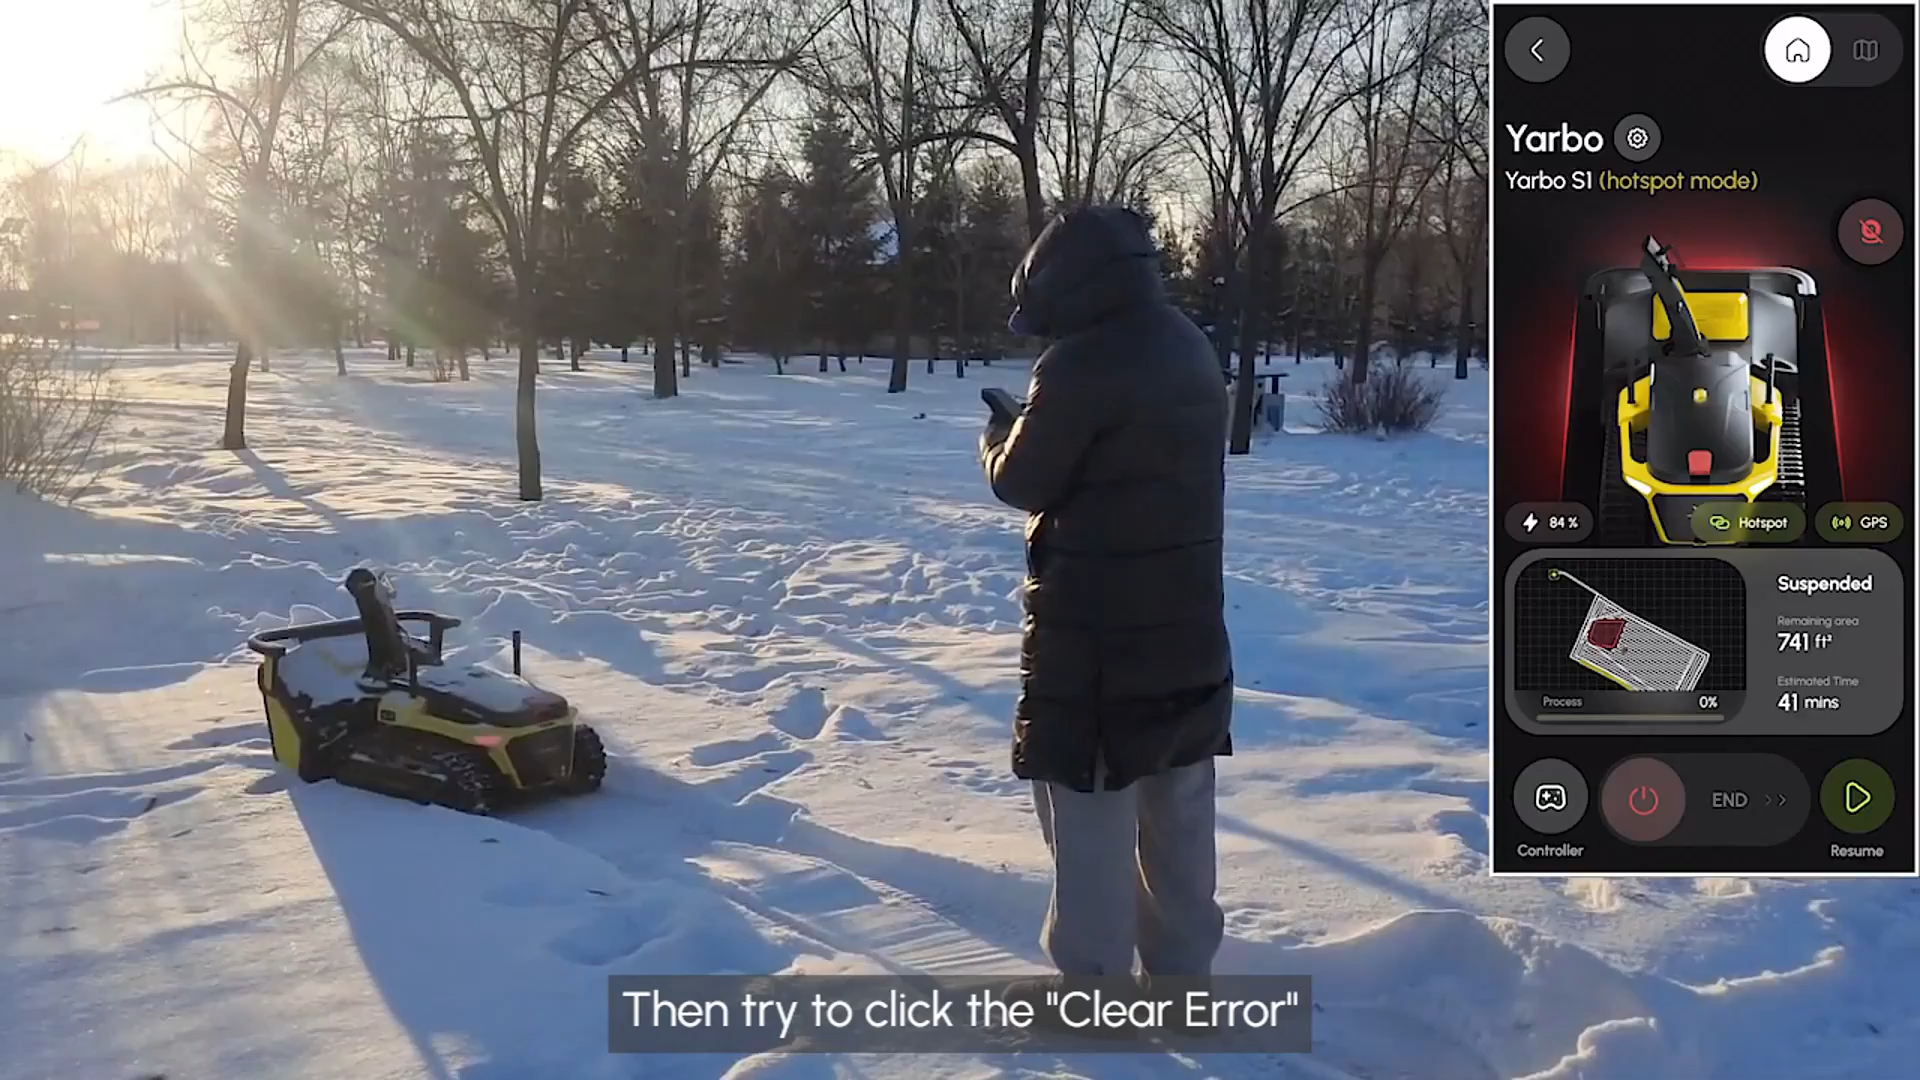 Yarbo
Yarbo S1 (hotspot mode)
84 %
Hotspot
GPS
Suspended
Remaining area
741 ft²
Estimated Time
41 mins
Process
0%
END >>
Controller
Resume
Then try to click the "Clear Error"